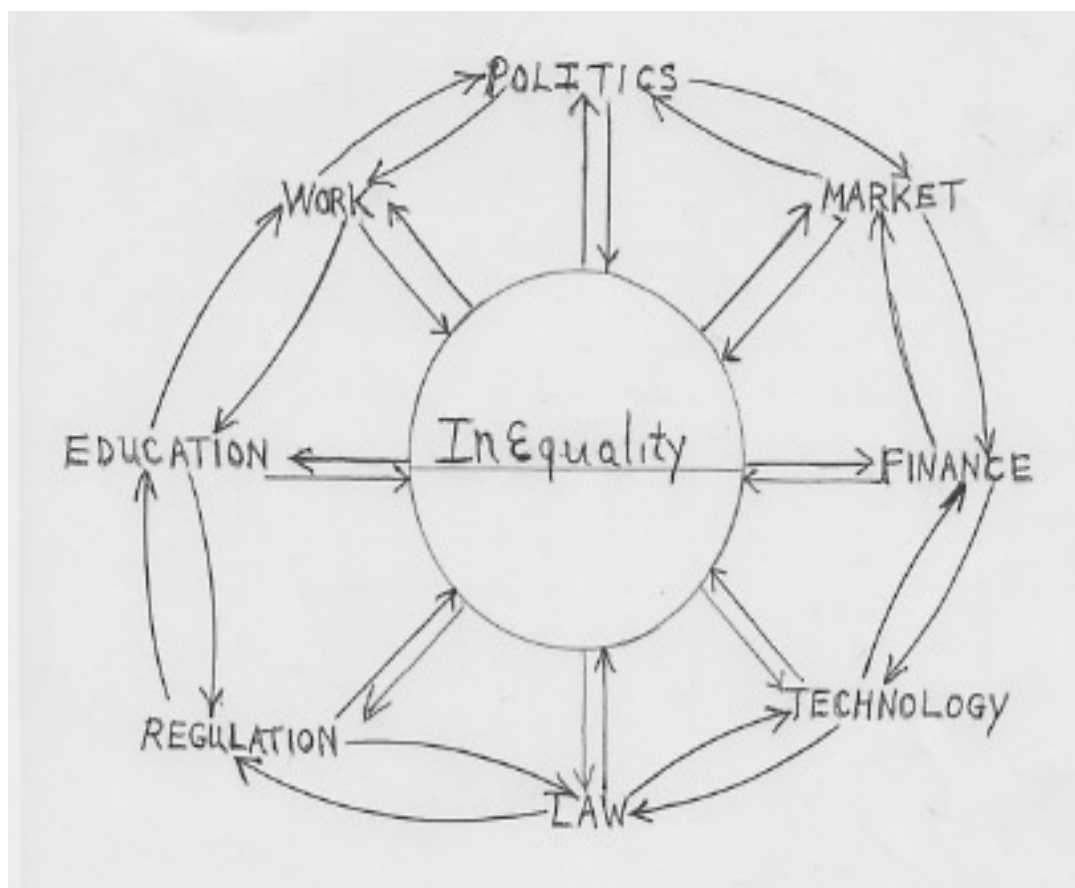 POLITICS
WORK
MARKET
InEquality
EDUCATION
FINANCE
TECHNOLOGY
REGULATION
LAW